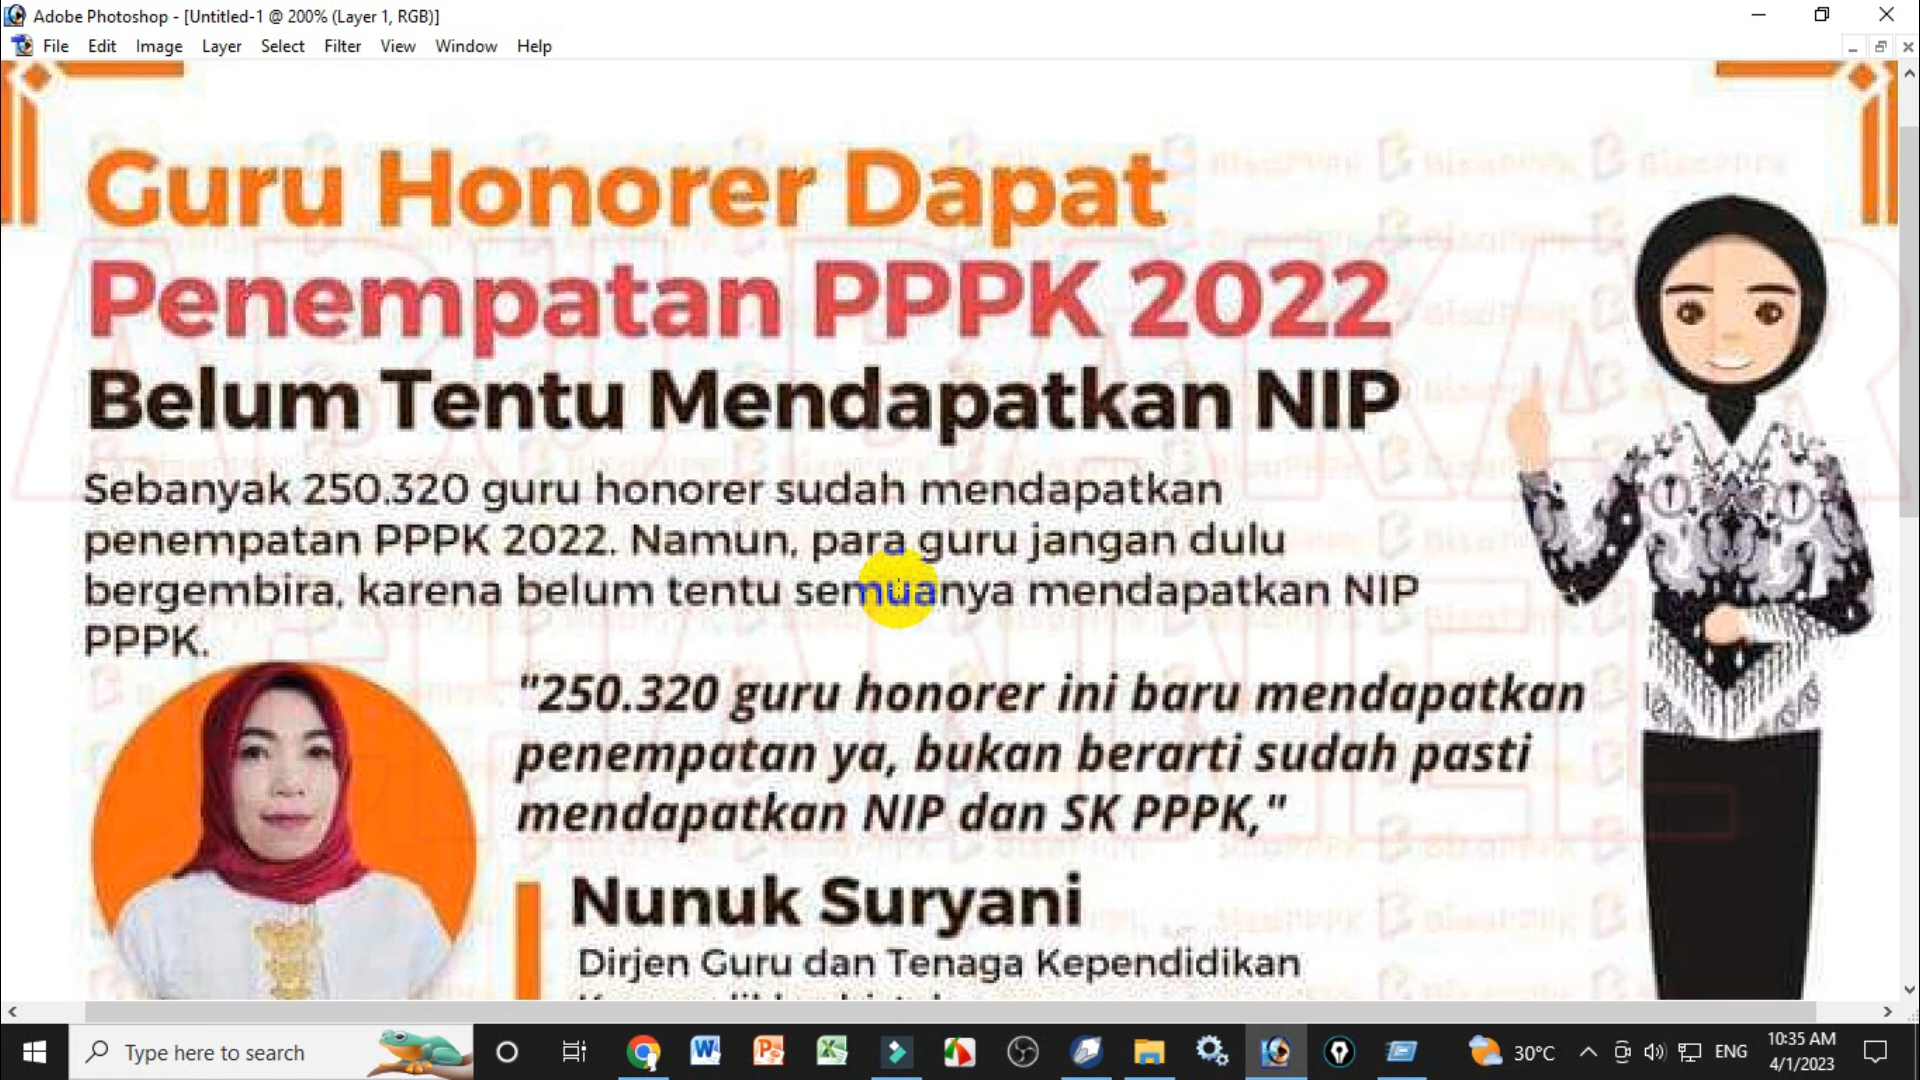 Adobe Photoshop - [Untitled-1 @ 200% (Layer 1, RGB)]
File Edit Image Layer Select Filter View Window Help
Guru Honorer Dapat
Penempatan PPPK 2022
Belum Tentu Mendapatkan NIP
Sebanyak 250.320 guru honorer sudah mendapatkan
penempatan PPPK 2022. Namun, para guru jangan dulu
bergembira, karena belum tentu semuanya mendapatkan NIP
PPPK.
"250.320 guru honorer ini baru mendapatkan
penempatan ya, bukan berarti sudah pasti
mendapatkan NIP dan SK PPPK,"
Nunuk Suryani
Dirjen Guru dan Tenaga Kependidikan
ABU BAKAR
CHANNEL
BisaPPPK
Type here to search
30°C
ENG
10:35 AM
4/1/2023